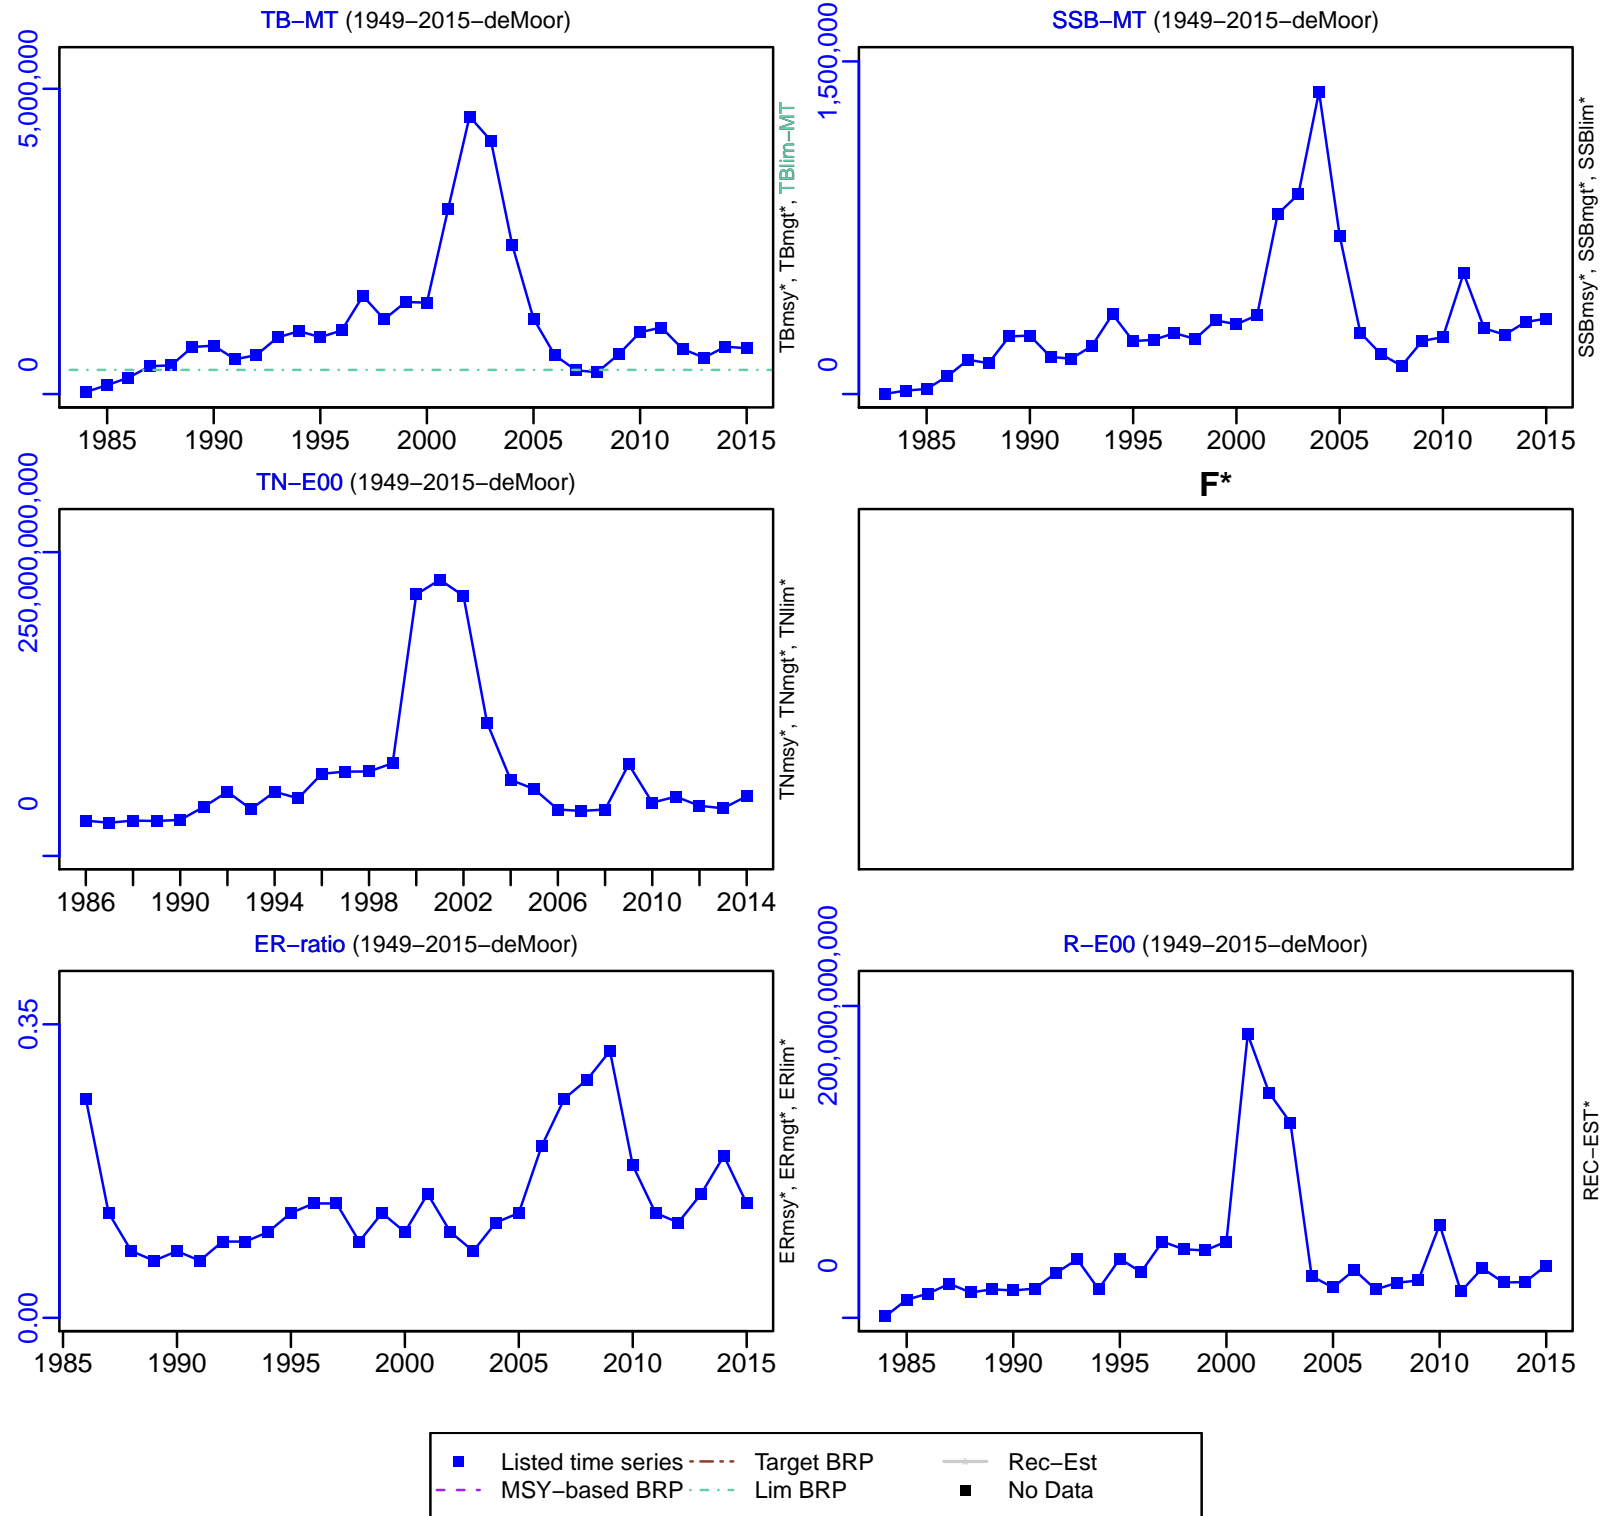 TB−MT (1949−2015−deMoor)
0
5,000,000
1985 1990 1995 2000 2005 2010 2015
TBmsy*, TBmgt*, TBlim−MT
SSB−MT (1949−2015−deMoor)
0
1,500,000
1985 1990 1995 2000 2005 2010 2015
SSBmsy*, SSBmgt*, SSBlim*
TN−E00 (1949−2015−deMoor)
0
250,000,000,000
1986 1990 1994 1998 2002 2006 2010 2014
TNmsy*, TNmgt*, TNlim*
F*
ER−ratio (1949−2015−deMoor)
0.00
0.35
1985 1990 1995 2000 2005 2010 2015
ERmsy*, ERmgt*, ERlim*
R−E00 (1949−2015−deMoor)
0
200,000,000,000
1985 1990 1995 2000 2005 2010 2015
REC−EST*
Listed time series Target BRP Rec−Est
MSY−based BRP Lim BRP No Data